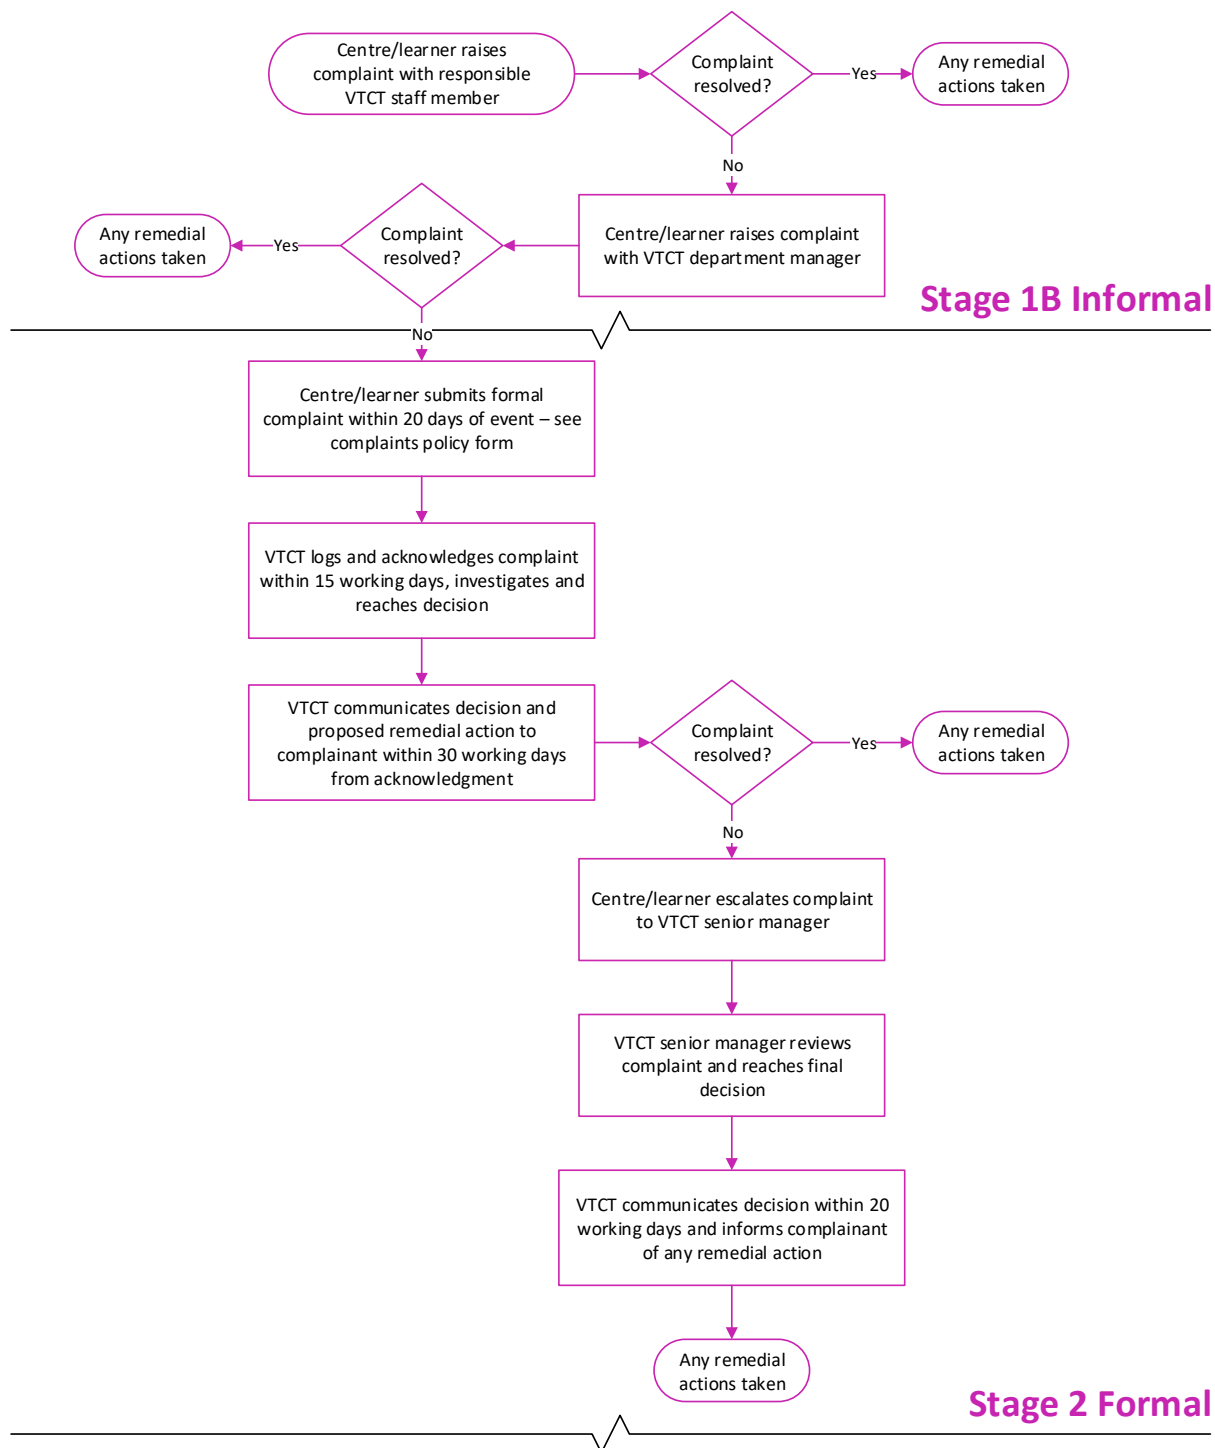 Centre/learner raises
complaint with responsible
VTCT staff member
Complaint
resolved?
Yes
Any remedial
actions taken
No
Centre/learner raises complaint
with VTCT department manager
Complaint
resolved?
Yes
Any remedial
actions taken
Stage 1B Informal
No
Centre/learner submits formal
complaint within 20 days of event – see
complaints policy form
VTCT logs and acknowledges complaint
within 15 working days, investigates and
reaches decision
VTCT communicates decision and
proposed remedial action to
complainant within 30 working days
from acknowledgment
Complaint
resolved?
Yes
Any remedial
actions taken
No
Centre/learner escalates complaint
to VTCT senior manager
VTCT senior manager reviews
complaint and reaches final
decision
VTCT communicates decision within 20
working days and informs complainant
of any remedial action
Any remedial
actions taken
Stage 2 Formal